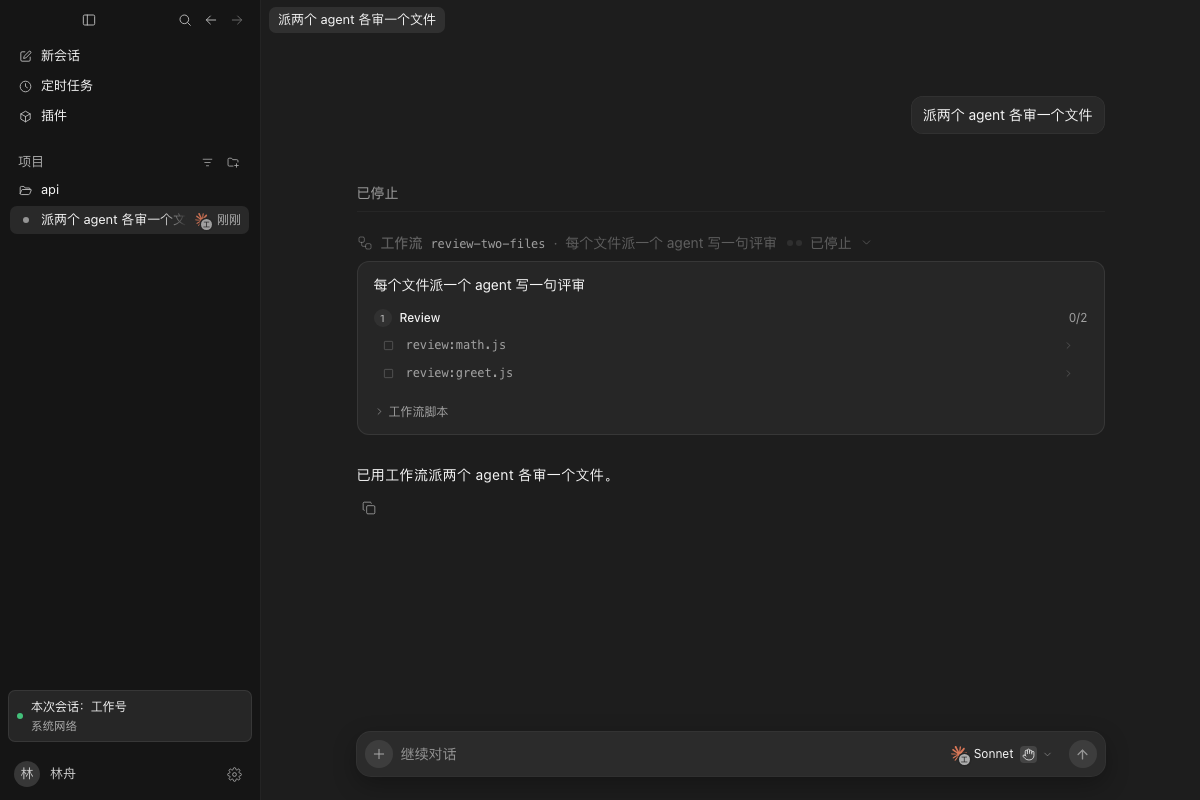 派两个 agent 各审一个文件
新会话
定时任务
插件
项目
api
派两个 agent 各审一个文 工 刚刚
本次会话：工作号
系统网络
林 林舟
派两个 agent 各审一个文件
已停止
工作流 review-two-files · 每个文件派一个 agent 写一句评审 已停止
每个文件派一个 agent 写一句评审
1 Review 0/2
review:math.js
review:greet.js
工作流脚本
已用工作流派两个 agent 各审一个文件。
继续对话 工 Sonnet